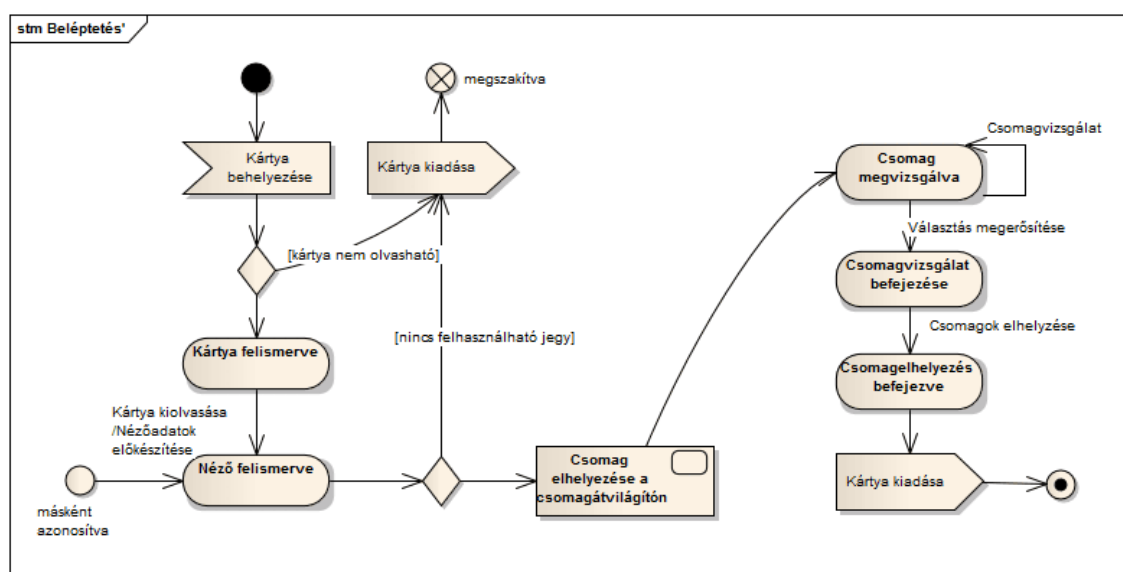 stm Beléptetés'
megszakítva
Kártya
behelyezése
Kártya kiadása
[kártya nem olvasható]
Kártya felismerve
[nincs felhasználható jegy]
Kártya kiolvasása
/Nézőadatok
előkészítése
Néző felismerve
másként
azonosítva
Csomag
elhelyezése a
csomagátvilágítón
Csomagvizsgálat
Csomag
megvizsgálva
Választás megerősítése
Csomagvizsgálat
befejezése
Csomagok elhelyzése
Csomagelhelyezés
befejezve
Kártya kiadása